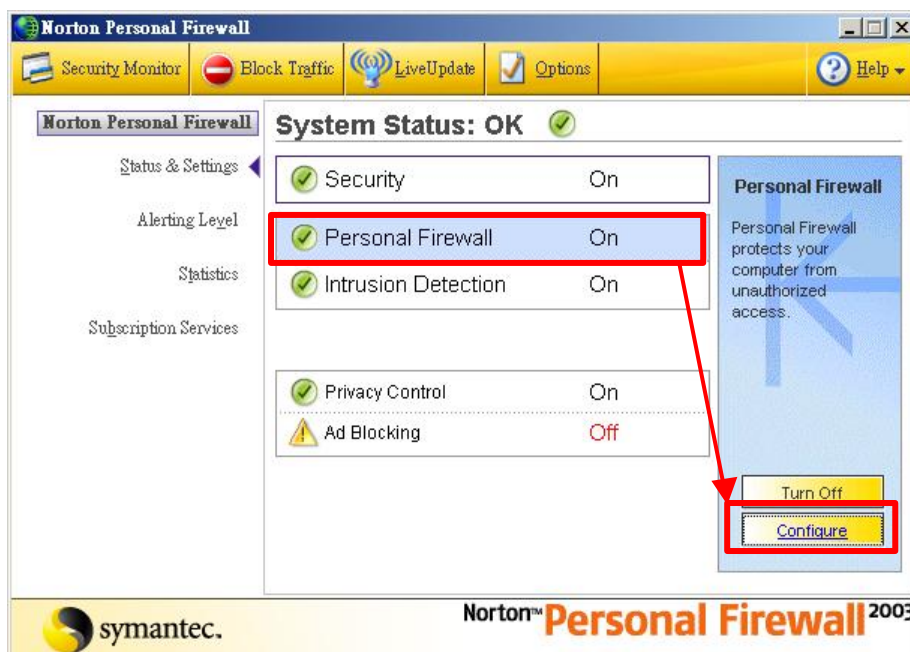 Norton Personal Firewall
Security Monitor Block Traffic LiveUpdate Options Help
Norton Personal Firewall
Status & Settings
Alerting Level
Statistics
Subscription Services
System Status: OK
Security On
Personal Firewall On
Intrusion Detection On
Privacy Control On
Ad Blocking Off
Personal Firewall
Personal Firewall
protects your
computer from
unauthorized
access.
Turn Off
Configure
symantec.
Norton™ Personal Firewall 2003